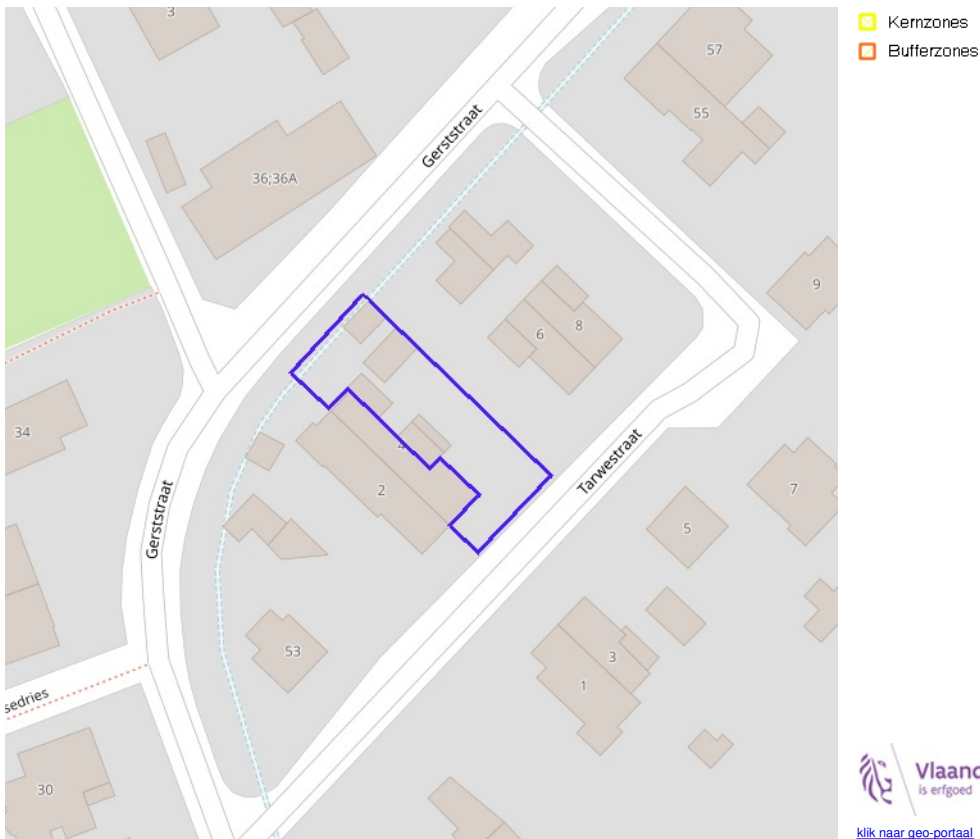 3
Kernzones
Bufferzones
57
55
Gerststraat
36;36A
9
6
8
34
4
2
Tarwestraat
7
5
Gerststraat
53
3
1
sedries
30
Vlaand
is erfgoed
klik naar geo-portaal